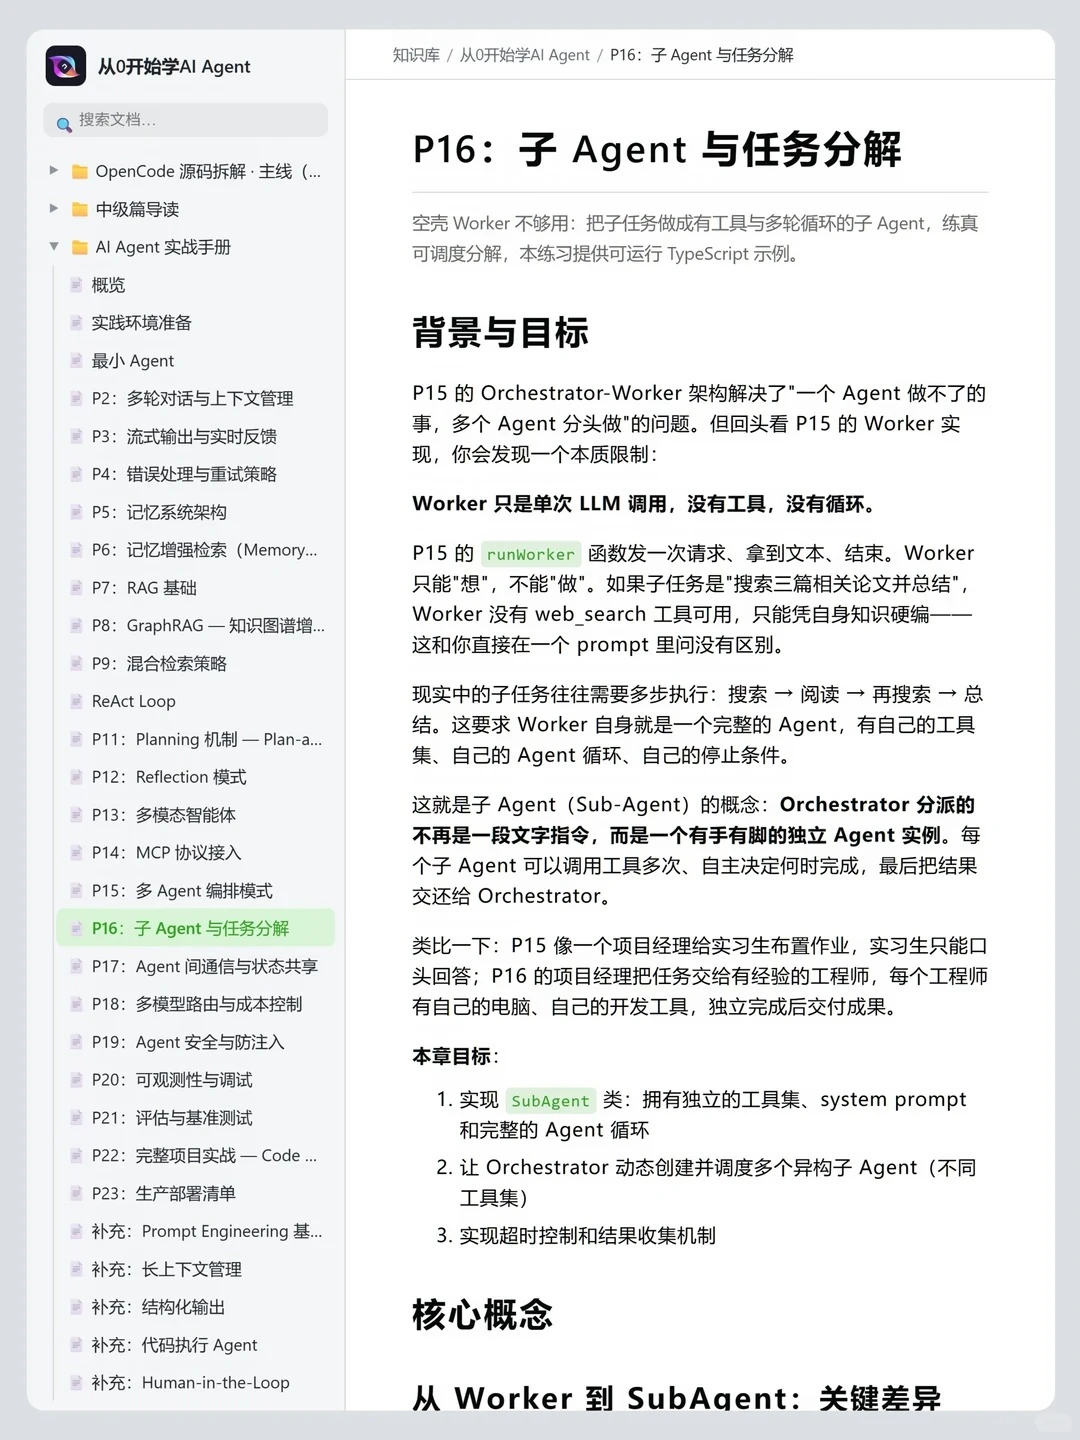 从0开始学AI Agent
搜索文档...
OpenCode 源码拆解 · 主线（...
中级篇导读
AI Agent 实战手册
概览
实践环境准备
最小 Agent
P2：多轮对话与上下文管理
P3：流式输出与实时反馈
P4：错误处理与重试策略
P5：记忆系统架构
P6：记忆增强检索（Memory...
P7：RAG 基础
P8：GraphRAG — 知识图谱增...
P9：混合检索策略
ReAct Loop
P11：Planning 机制 — Plan-a...
P12：Reflection 模式
P13：多模态智能体
P14：MCP 协议接入
P15：多 Agent 编排模式
P16：子 Agent 与任务分解
P17：Agent 间通信与状态共享
P18：多模型路由与成本控制
P19：Agent 安全与防注入
P20：可观测性与调试
P21：评估与基准测试
P22：完整项目实战 — Code ...
P23：生产部署清单
补充：Prompt Engineering 基...
补充：长上下文管理
补充：结构化输出
补充：代码执行 Agent
补充：Human-in-the-Loop
知识库 / 从0开始学AI Agent / P16：子 Agent 与任务分解
P16：子 Agent 与任务分解
空壳 Worker 不够用：把子任务做成有工具与多轮循环的子 Agent，练真
可调度分解，本练习提供可运行 TypeScript 示例。
背景与目标
P15 的 Orchestrator-Worker 架构解决了"一个 Agent 做不了的
事，多个 Agent 分头做"的问题。但回头看 P15 的 Worker 实
现，你会发现一个本质限制：
Worker 只是单次 LLM 调用，没有工具，没有循环。
P15 的 runWorker 函数发一次请求、拿到文本、结束。Worker
只能"想"，不能"做"。如果子任务是"搜索三篇相关论文并总结"，
Worker 没有 web_search 工具可用，只能凭自身知识硬编——
这和你直接在一个 prompt 里问没有区别。
现实中的子任务往往需要多步执行：搜索 → 阅读 → 再搜索 → 总
结。这要求 Worker 自身就是一个完整的 Agent，有自己的工具
集、自己的 Agent 循环、自己的停止条件。
这就是子 Agent（Sub-Agent）的概念：Orchestrator 分派的
不再是一段文字指令，而是一个有手有脚的独立 Agent 实例。每
个子 Agent 可以调用工具多次、自主决定何时完成，最后把结果
交还给 Orchestrator。
类比一下：P15 像一个项目经理给实习生布置作业，实习生只能口
头回答；P16 的项目经理把任务交给有经验的工程师，每个工程师
有自己的电脑、自己的开发工具，独立完成后交付成果。
本章目标：
1. 实现 SubAgent 类：拥有独立的工具集、system prompt
和完整的 Agent 循环
2. 让 Orchestrator 动态创建并调度多个异构子 Agent（不同
工具集）
3. 实现超时控制和结果收集机制
核心概念
从 Worker 到 SubAgent：关键差异